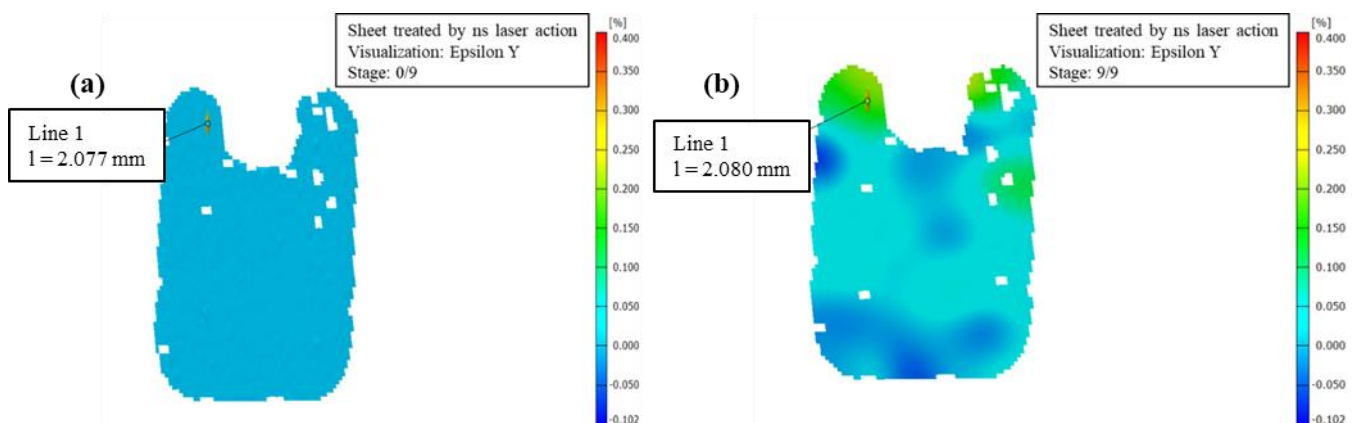 Sheet treated by ns laser action
Visualization: Epsilon Y
Stage: 0/9
(a)
Line 1
l = 2.077 mm
[%]
0.400
0.350
0.300
0.250
0.200
0.150
0.100
0.050
0.000
-0.050
-0.102
Sheet treated by ns laser action
Visualization: Epsilon Y
Stage: 9/9
(b)
Line 1
l = 2.080 mm
[%]
0.400
0.350
0.300
0.250
0.200
0.150
0.100
0.050
0.000
-0.050
-0.102